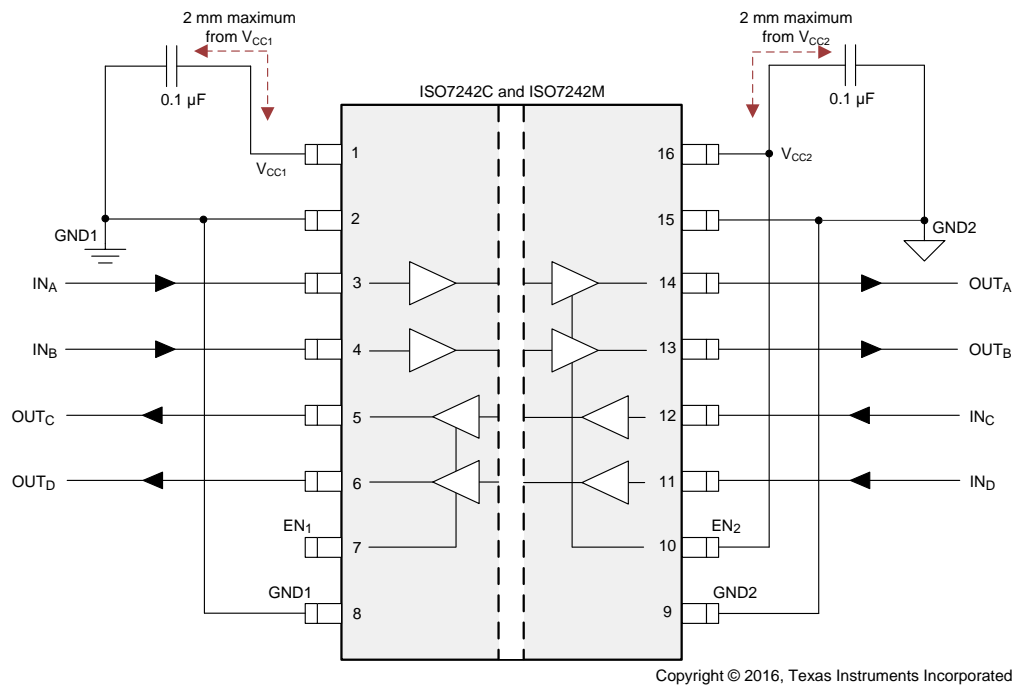 2 mm maximum
from VCC1
2 mm maximum
from VCC2
0.1 µF
0.1 µF
ISO7242C and ISO7242M
VCC1
1
16
VCC2
2
15
GND1
GND2
INA
3
14
OUTA
INB
4
13
OUTB
OUTC
5
12
INC
OUTD
6
11
IND
EN1
7
10
EN2
GND1
8
9
GND2
Copyright © 2016, Texas Instruments Incorporated